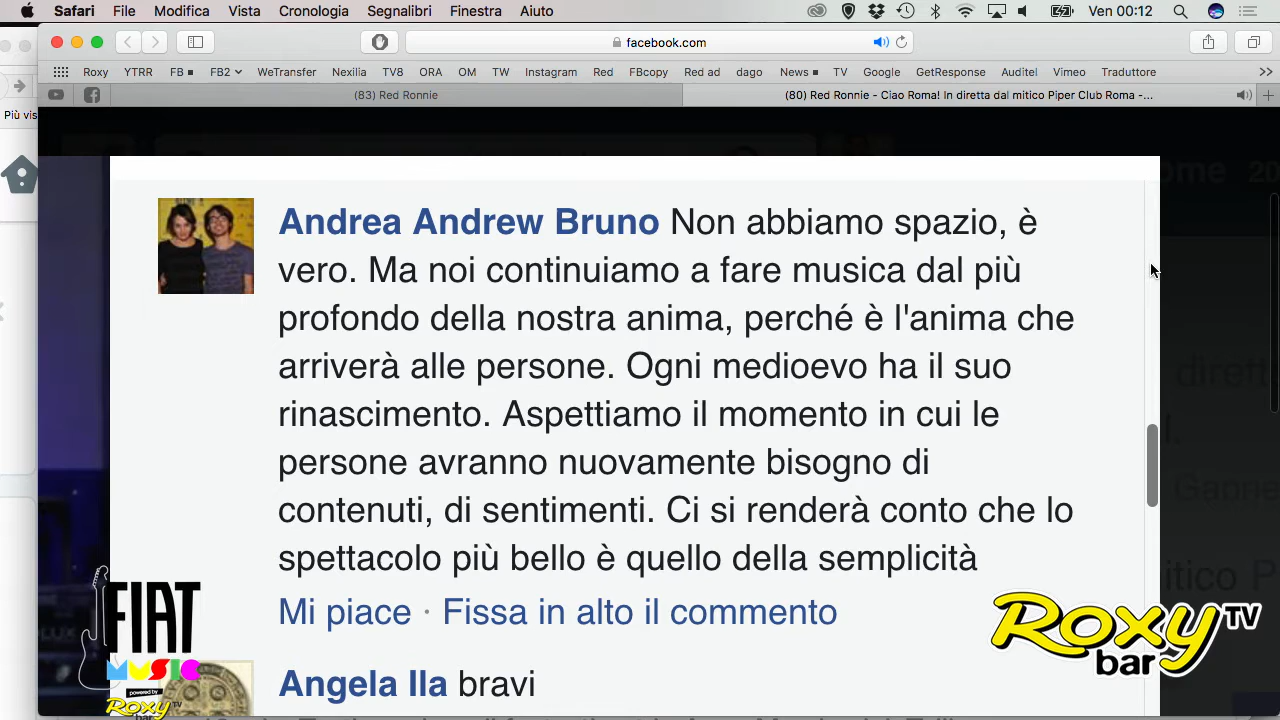 Safari File Modifica Vista Cronologia Segnalibri Finestra Aiuto Ven 00:12
facebook.com
Roxy YTRR FB FB2 WeTransfer Nexilia TV8 ORA OM TW Instagram Red FBcopy Red ad dago News TV Google GetResponse Auditel Vimeo Traduttore
(83) Red Ronnie (80) Red Ronnie - Ciao Roma! In diretta dal mitico Piper Club Roma -...
Più vis
Andrea Andrew Bruno Non abbiamo spazio, è
vero. Ma noi continuiamo a fare musica dal più
profondo della nostra anima, perché è l'anima che
arriverà alle persone. Ogni medioevo ha il suo
rinascimento. Aspettiamo il momento in cui le
persone avranno nuovamente bisogno di
contenuti, di sentimenti. Ci si renderà conto che lo
spettacolo più bello è quello della semplicità
Mi piace · Fissa in alto il commento
Angela Ila bravi
FIAT
MUSIC
powered by
Roxy TV
bar
Roxy TV
bar